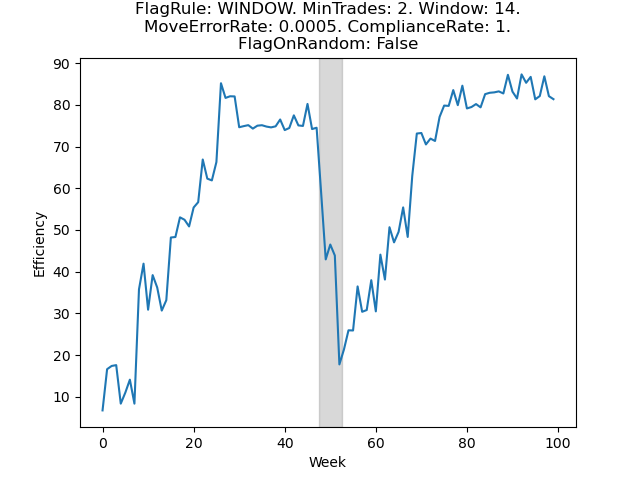 FlagRule: WINDOW. MinTrades: 2. Window: 14.
MoveErrorRate: 0.0005. ComplianceRate: 1.
FlagOnRandom: False
90
80
70
60
50
40
30
20
10
Efficiency
0 20 40 60 80 100
Week